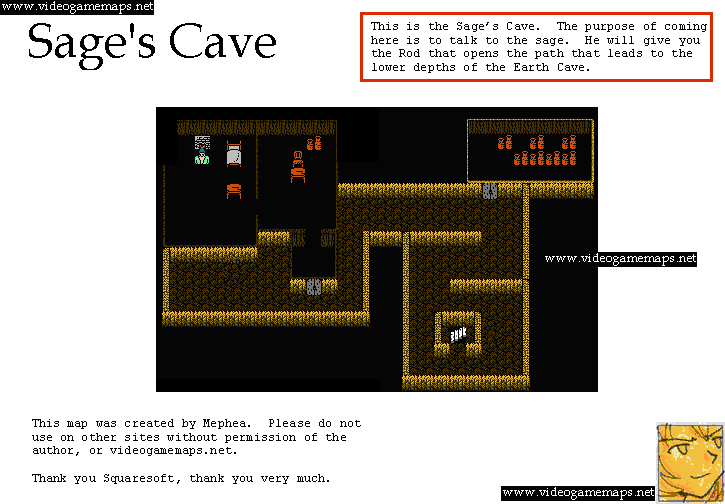 www.videogamemaps.net
Sage's Cave
This is the Sage's Cave.  The purpose of coming
here is to talk to the sage.  He will give you
the Rod that opens the path that leads to the
lower depths of the Earth Cave.
www.videogamemaps.net
This map was created by Mephea.  Please do not
use on other sites without permission of the
author, or videogamemaps.net.
Thank you Squaresoft, thank you very much.
www.videogamemaps.net